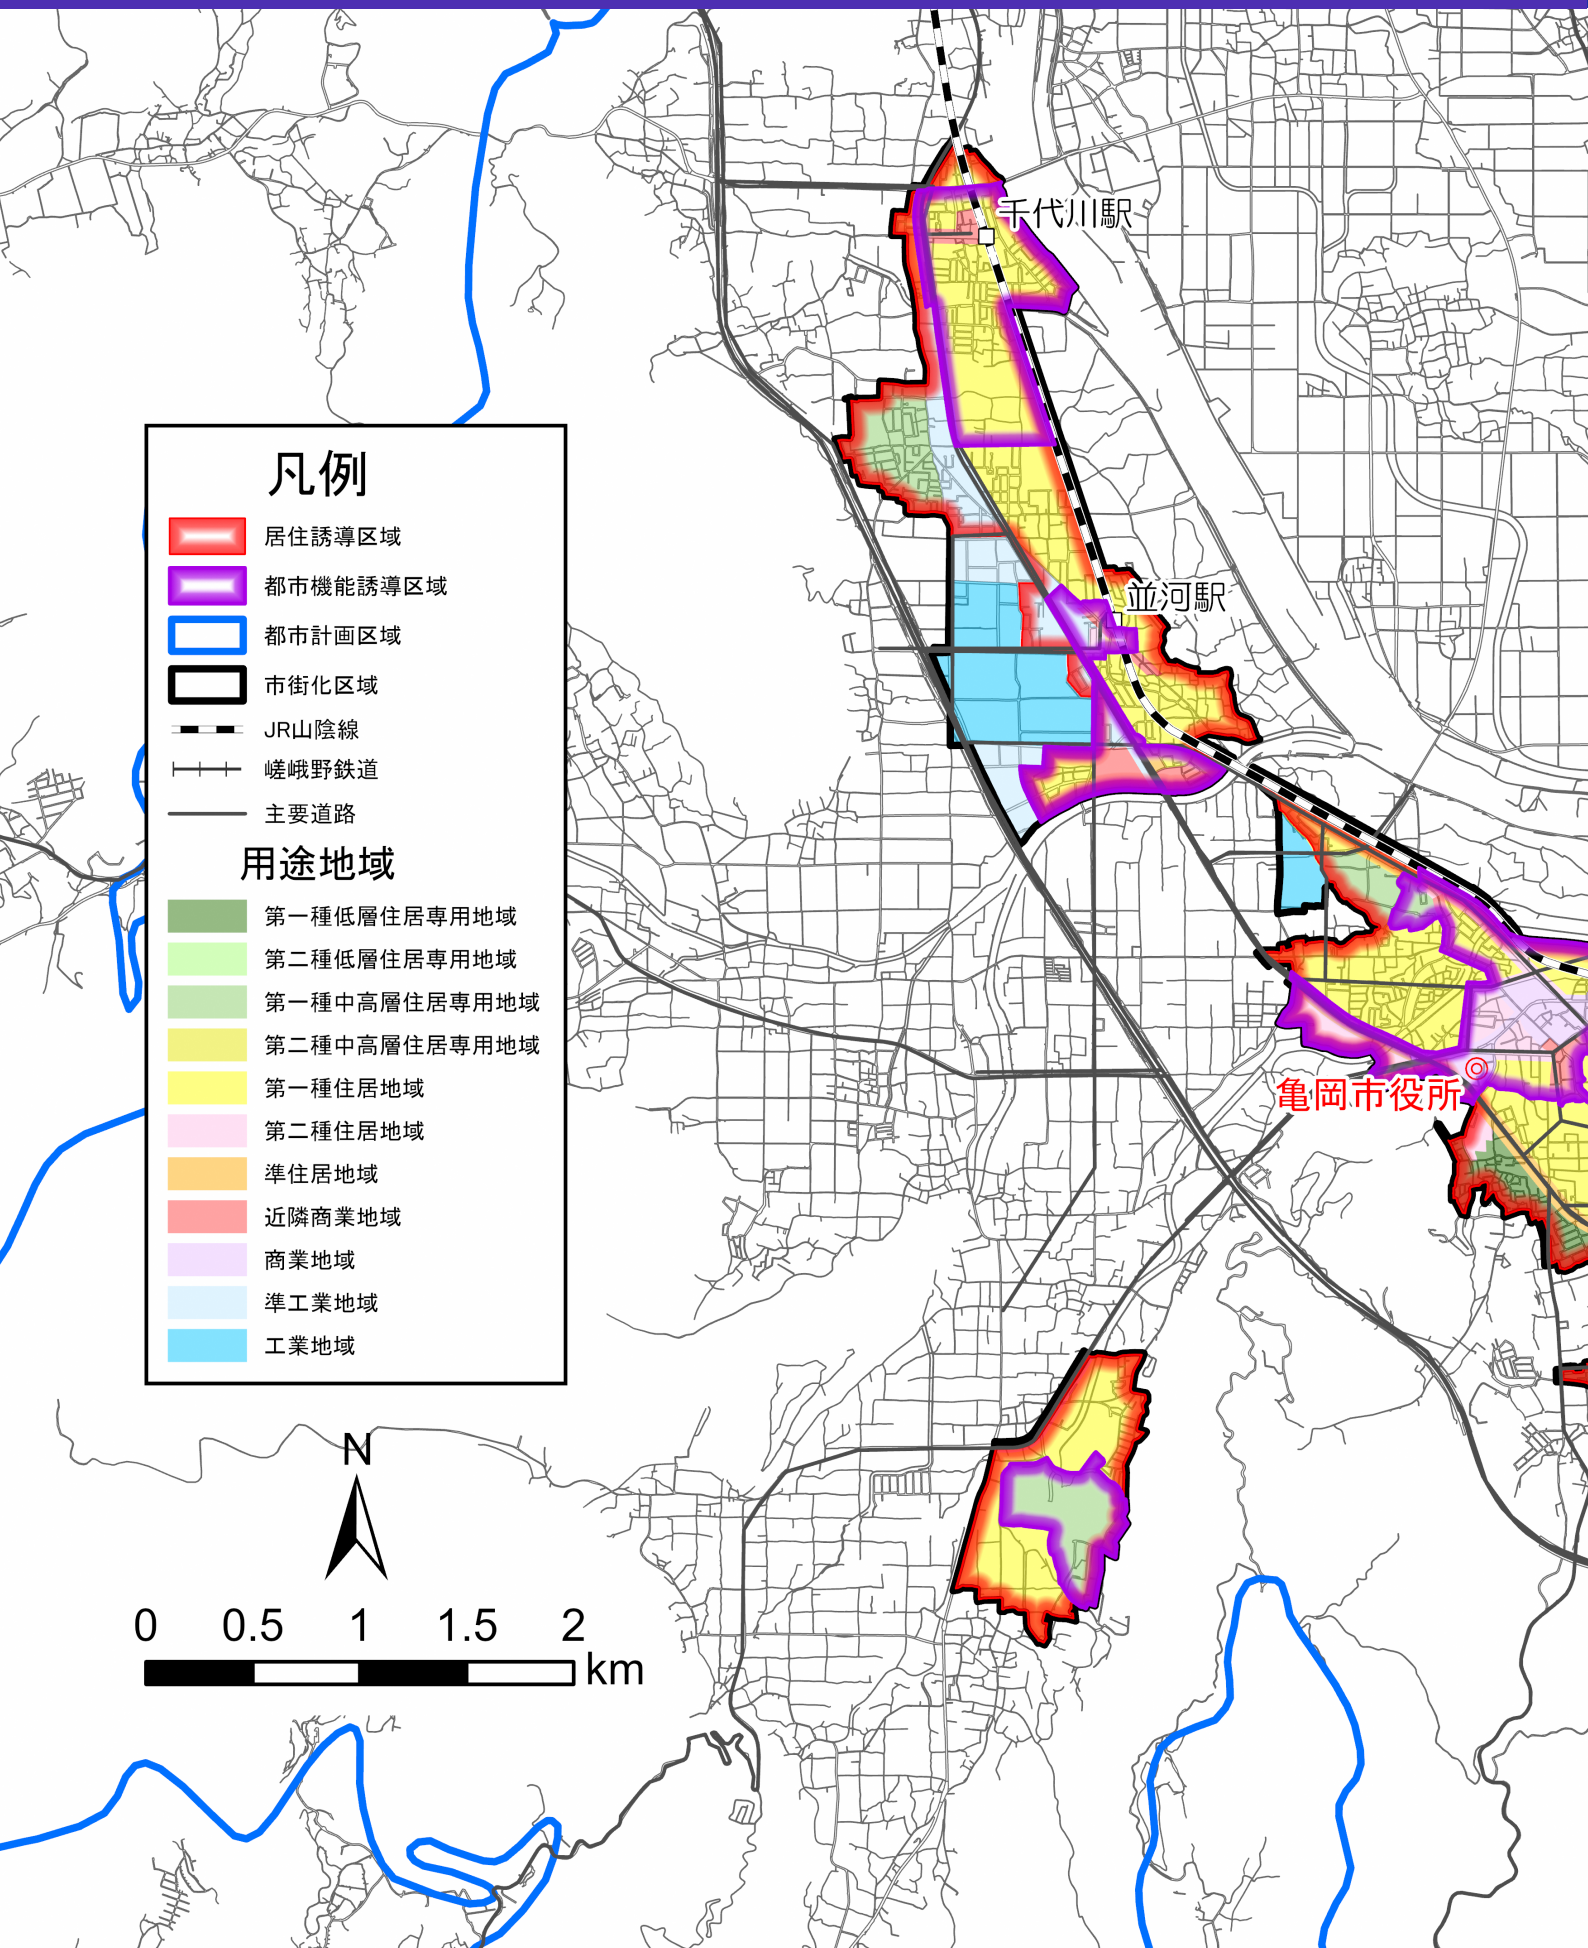 千代川駅
並河駅
亀岡市役所
凡例
居住誘導区域
都市機能誘導区域
都市計画区域
市街化区域
JR山陰線
嵯峨野鉄道
主要道路
用途地域
第一種低層住居専用地域
第二種低層住居専用地域
第一種中高層住居専用地域
第二種中高層住居専用地域
第一種住居地域
第二種住居地域
準住居地域
近隣商業地域
商業地域
準工業地域
工業地域
N
0 0.5 1 1.5 2
km